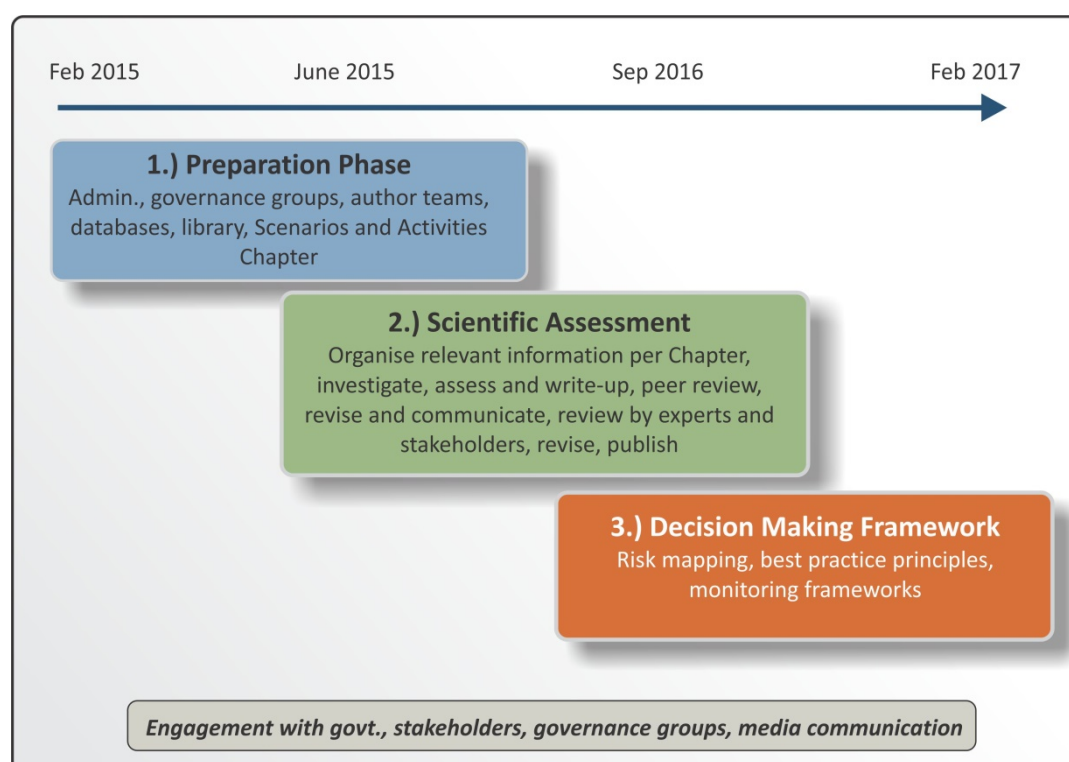 Feb 2015 June 2015 Sep 2016 Feb 2017
1.) Preparation Phase
Admin., governance groups, author teams,
databases, library, Scenarios and Activities
Chapter
2.) Scientific Assessment
Organise relevant information per Chapter,
investigate, assess and write-up, peer review,
revise and communicate, review by experts and
stakeholders, revise, publish
3.) Decision Making Framework
Risk mapping, best practice principles,
monitoring frameworks
Engagement with govt., stakeholders, governance groups, media communication